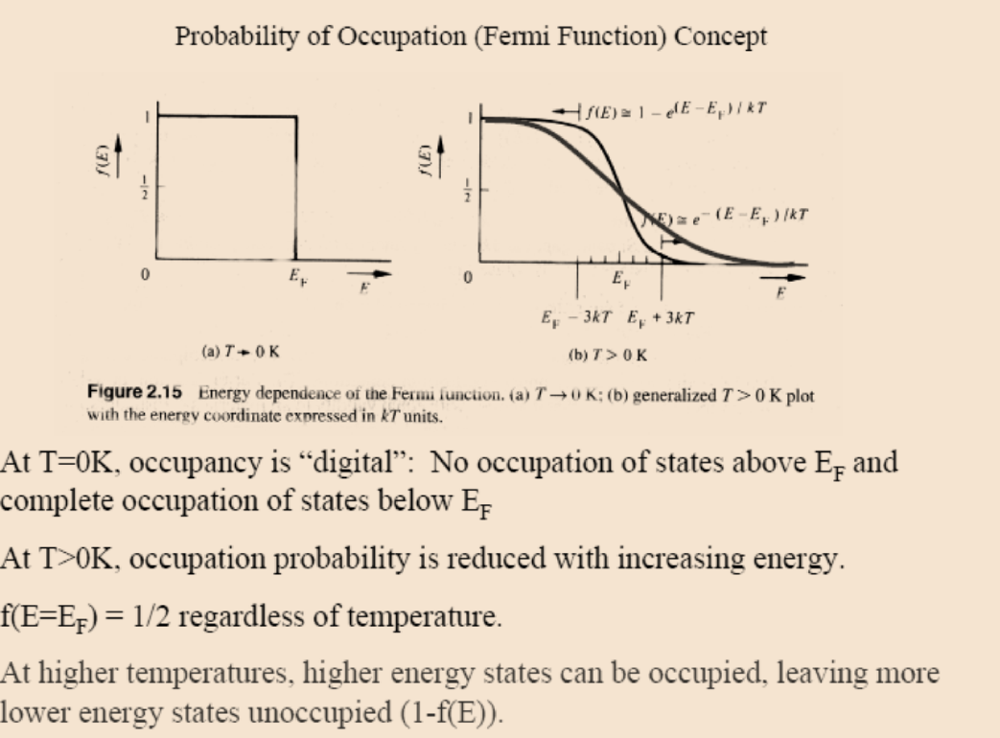 Probability of Occupation (Fermi Function) Concept
1
f(E)
1/2
0
E_F
E
(a) T → 0 K
1
f(E)
1/2
0
f(E) ≅ 1 − e^(E − E_F) / kT
f(E) ≅ e^− (E − E_F) / kT
E_F
E
E_F − 3kT E_F + 3kT
(b) T > 0 K
Figure 2.15 Energy dependence of the Fermi function. (a) T → 0 K; (b) generalized T > 0 K plot
with the energy coordinate expressed in kT units.
At T=0K, occupancy is “digital”: No occupation of states above E_F and
complete occupation of states below E_F
At T>0K, occupation probability is reduced with increasing energy.
f(E=E_F) = 1/2 regardless of temperature.
At higher temperatures, higher energy states can be occupied, leaving more
lower energy states unoccupied (1-f(E)).